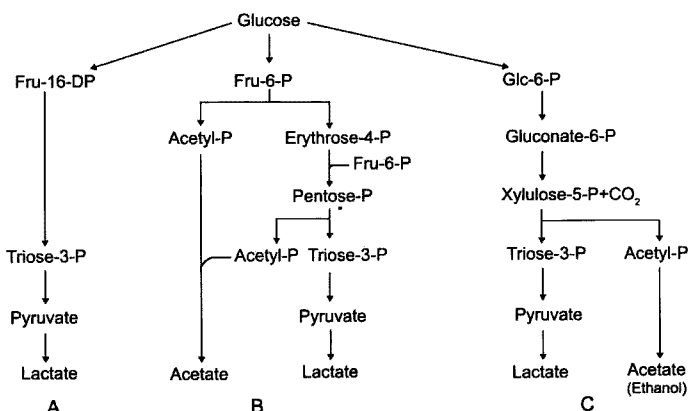 Glucose
Fru-16-DP
Fru-6-P
Glc-6-P
Acetyl-P
Erythrose-4-P
Gluconate-6-P
Fru-6-P
Pentose-P
Xylulose-5-P+CO₂
Triose-3-P
Acetyl-P
Triose-3-P
Triose-3-P
Acetyl-P
Pyruvate
Pyruvate
Pyruvate
Lactate
Acetate
Lactate
Lactate
Acetate
(Ethanol)
A
B
C